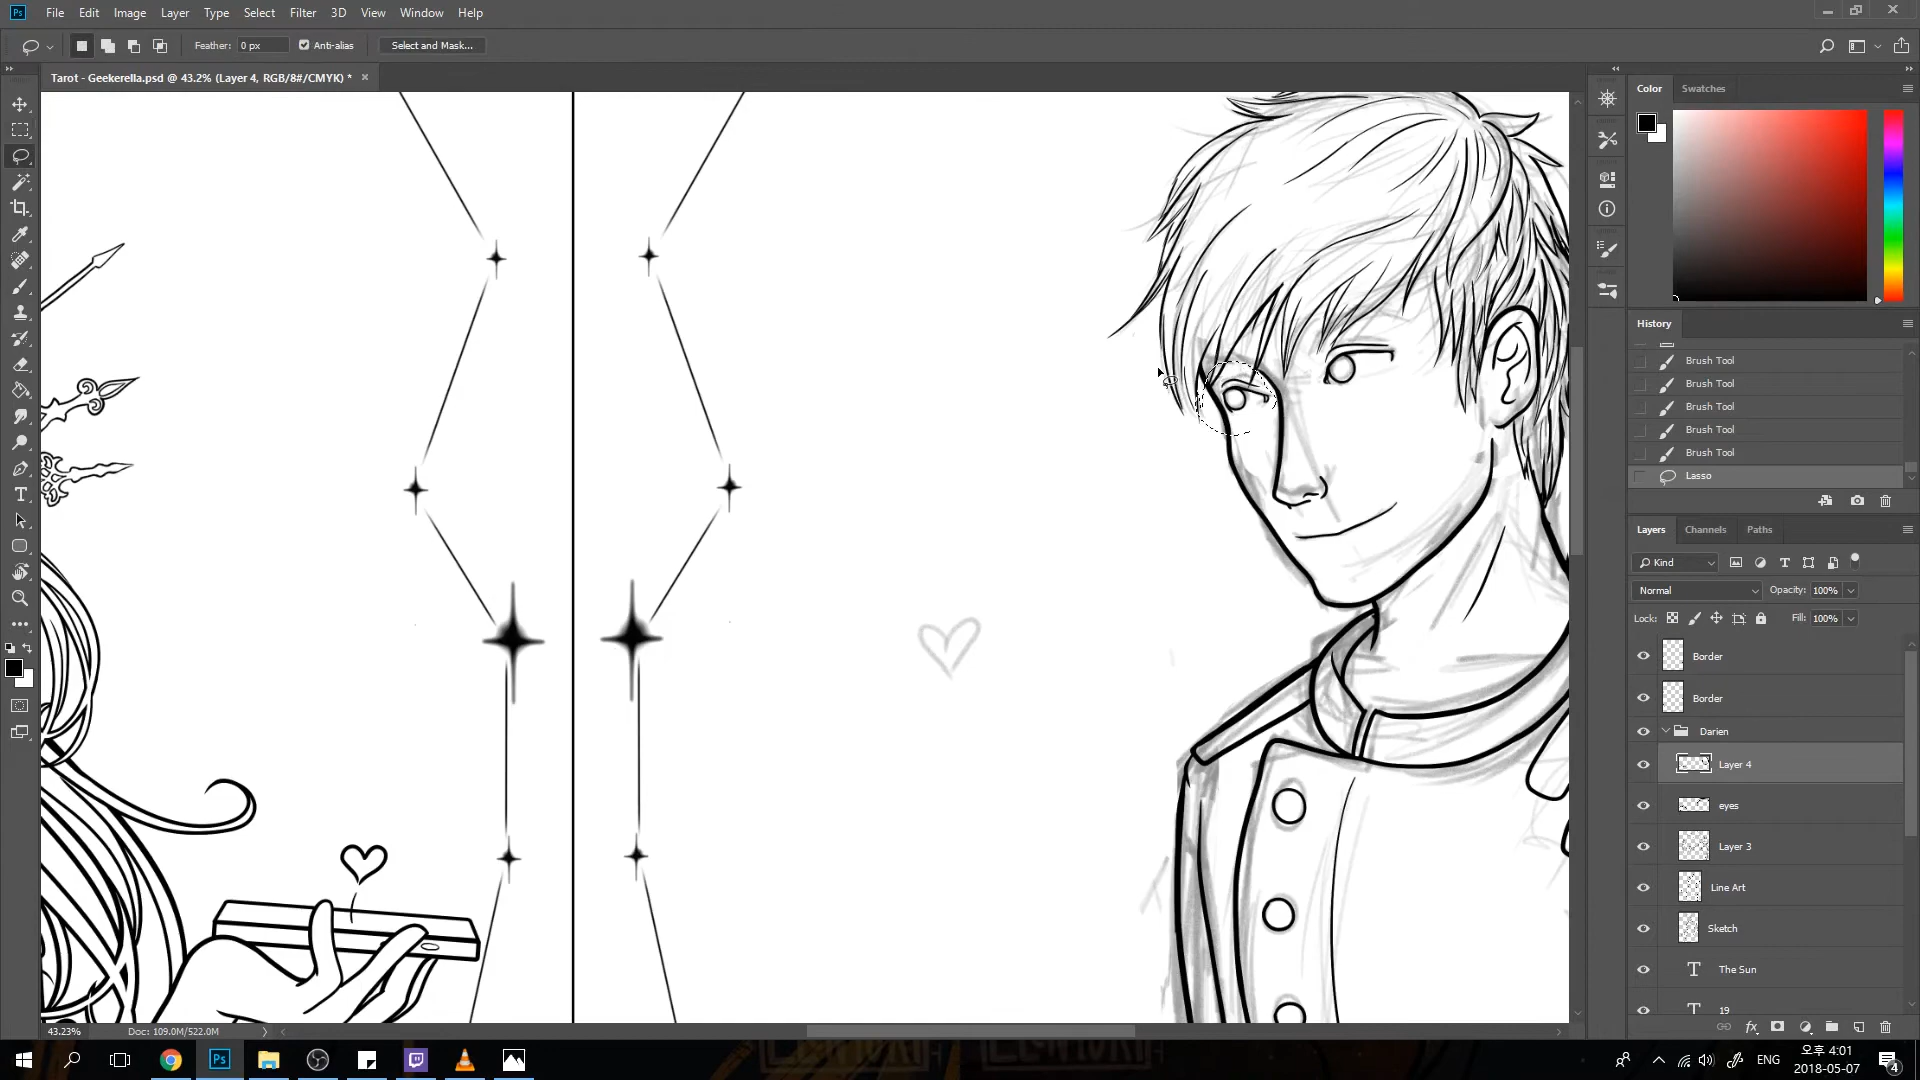 Ps File Edit Image Layer Type Select Filter 3D View Window Help
Feather: 0 px Anti-alias Select and Mask...
Tarot - Geekerella.psd @ 43.2% (Layer 4, RGB/8#/CMYK) *
Color Swatches
History
Brush Tool
Brush Tool
Brush Tool
Brush Tool
Brush Tool
Lasso
Layers Channels Paths
Kind
Normal Opacity: 100%
Lock: Fill: 100%
Border
Border
Darien
Layer 4
eyes
Layer 3
Line Art
Sketch
The Sun
19
43.23% Doc: 109.0M/522.0M
Ps
ENG
오후 4:01
2018-05-07
4